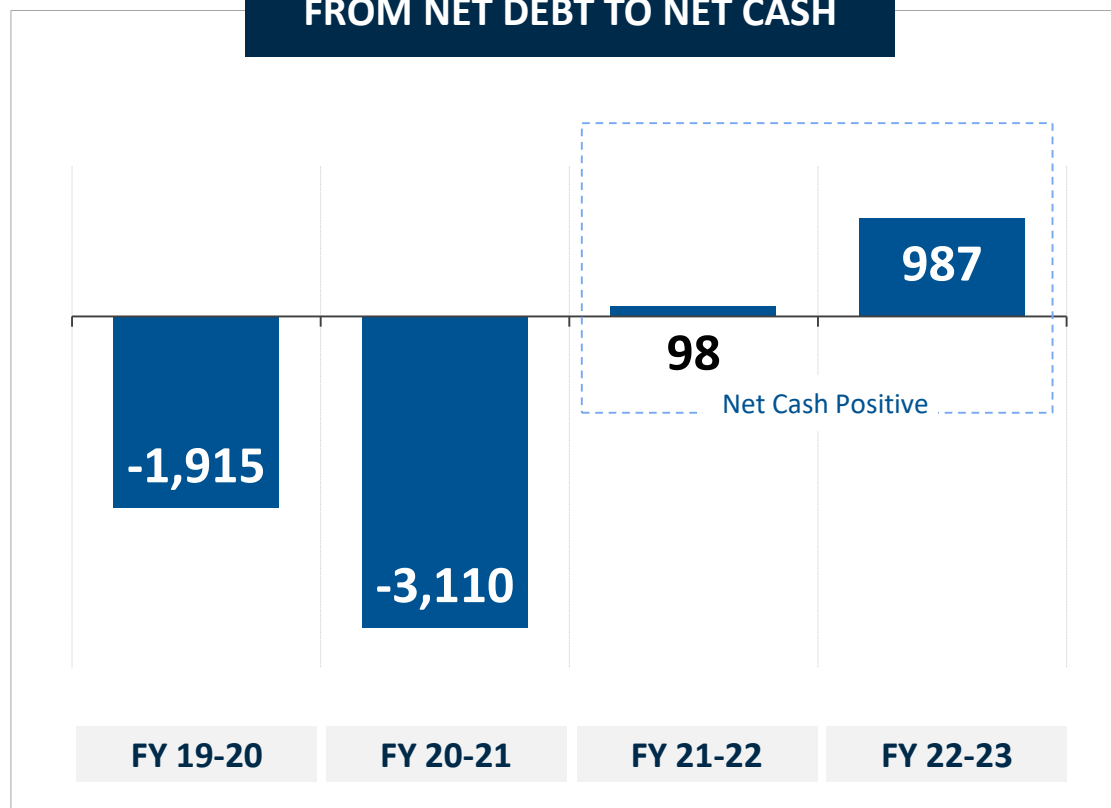 FROM NET DEBT TO NET CASH
987
98
Net Cash Positive
-1,915
-3,110
FY 19-20
FY 20-21
FY 21-22
FY 22-23